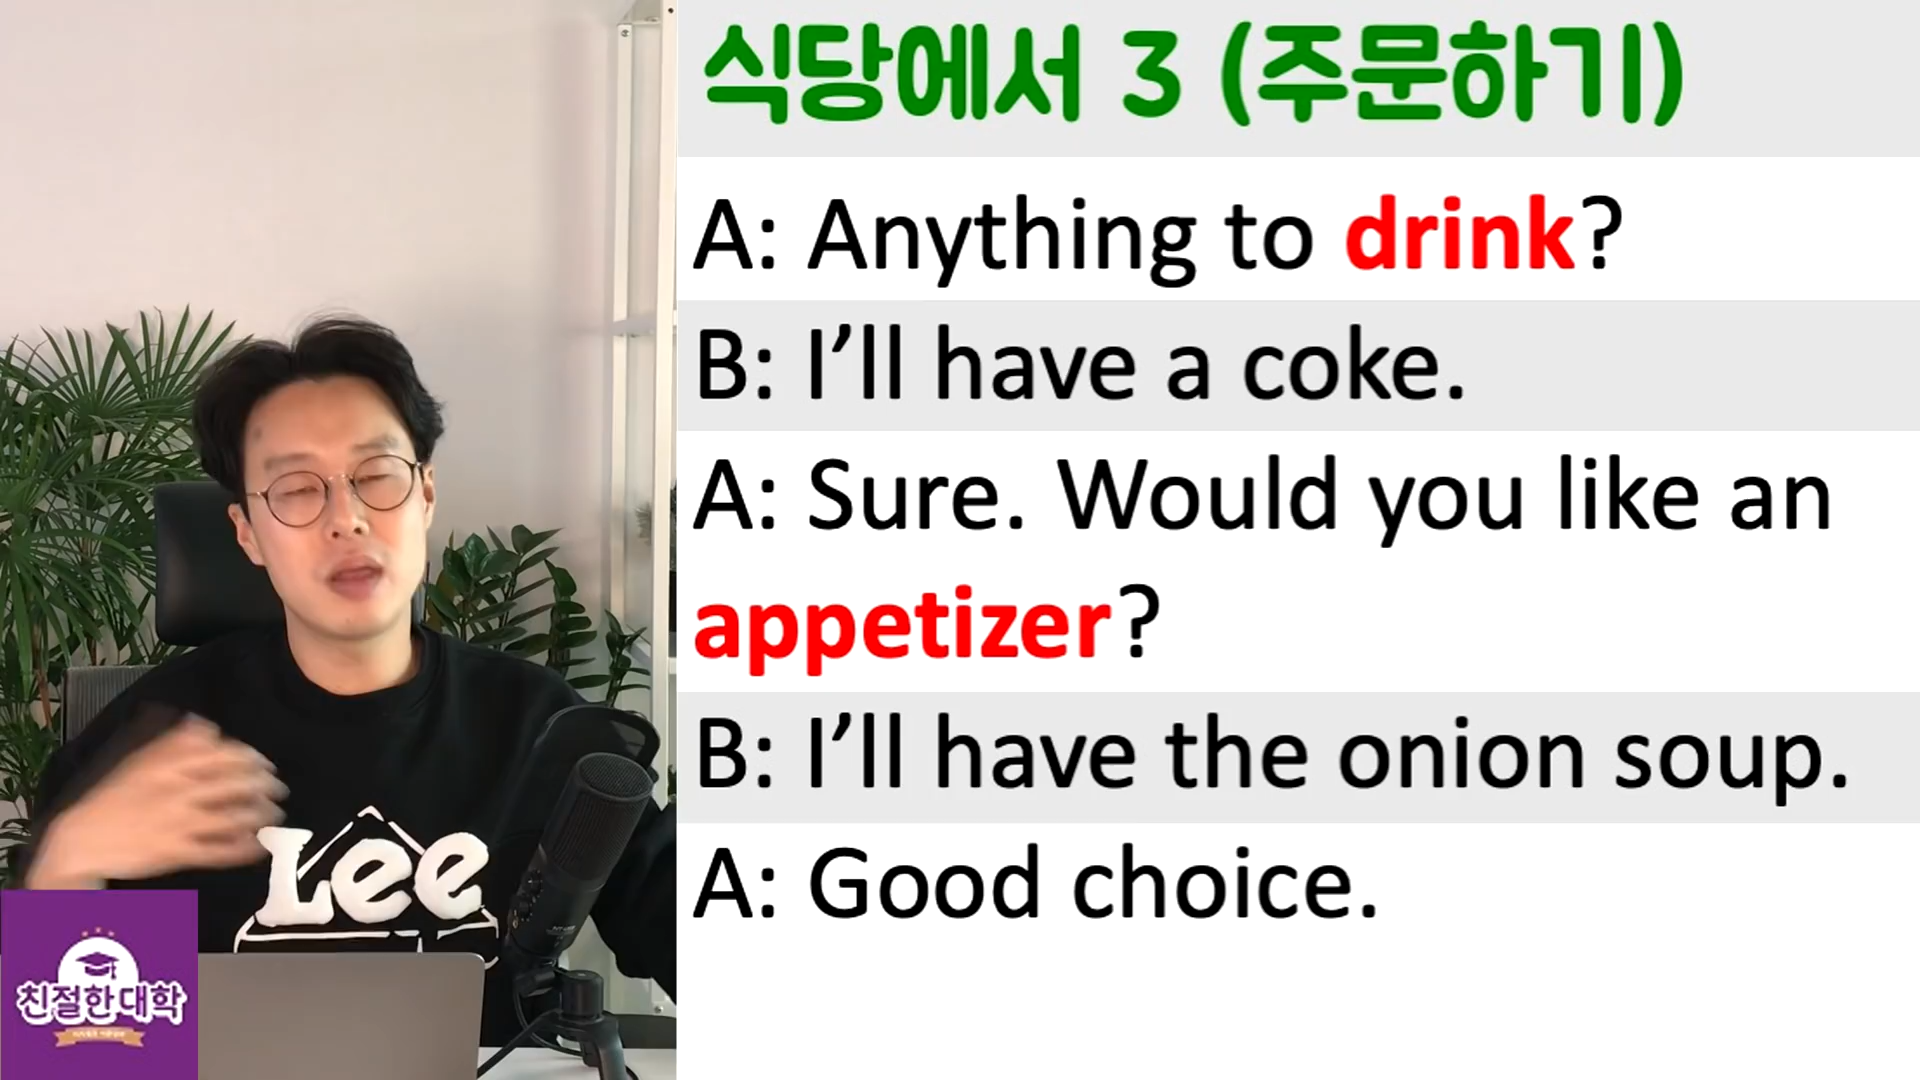 식당에서 3 (주문하기)
A: Anything to drink?
B: I’ll have a coke.
A: Sure. Would you like an
appetizer?
B: I’ll have the onion soup.
A: Good choice.
Lee
친절한대학